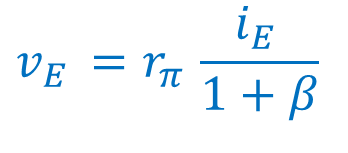 v_E = r_π i_E / (1 + β)